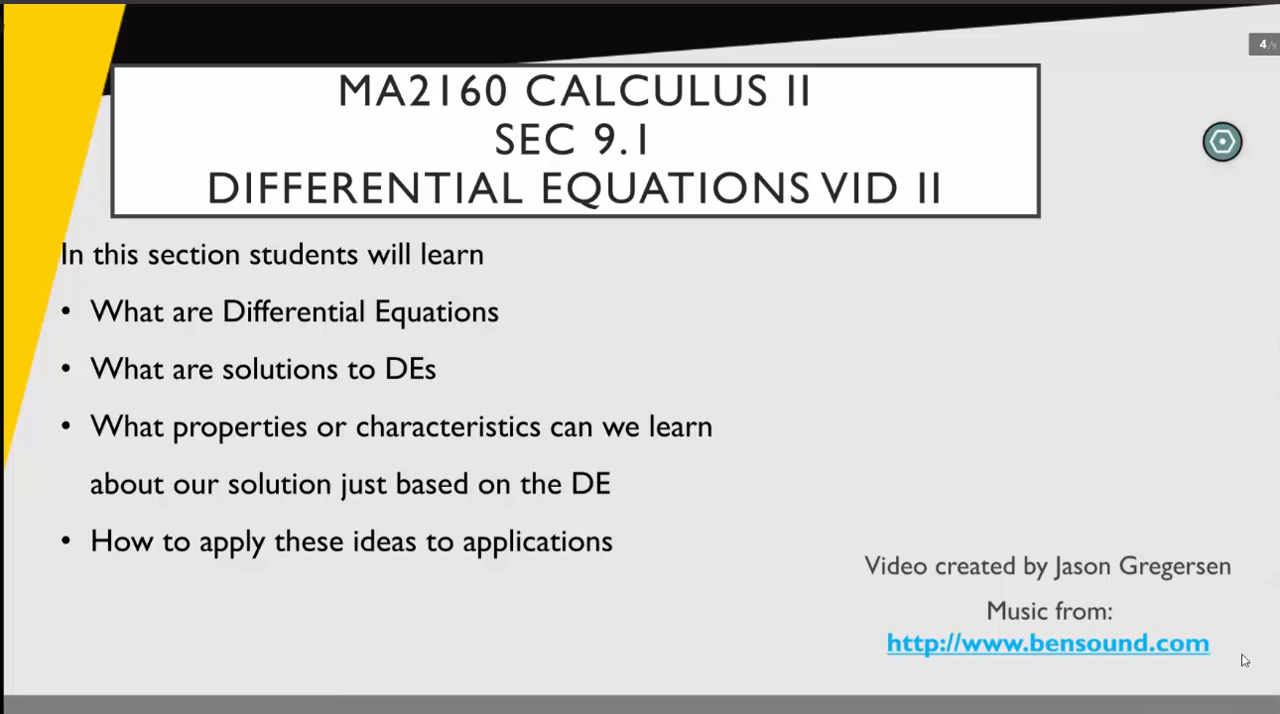 4/5
MA2160 CALCULUS II
SEC 9.1
DIFFERENTIAL EQUATIONS VID II
In this section students will learn
• What are Differential Equations
• What are solutions to DEs
• What properties or characteristics can we learn
about our solution just based on the DE
• How to apply these ideas to applications
Video created by Jason Gregersen
Music from:
http://www.bensound.com